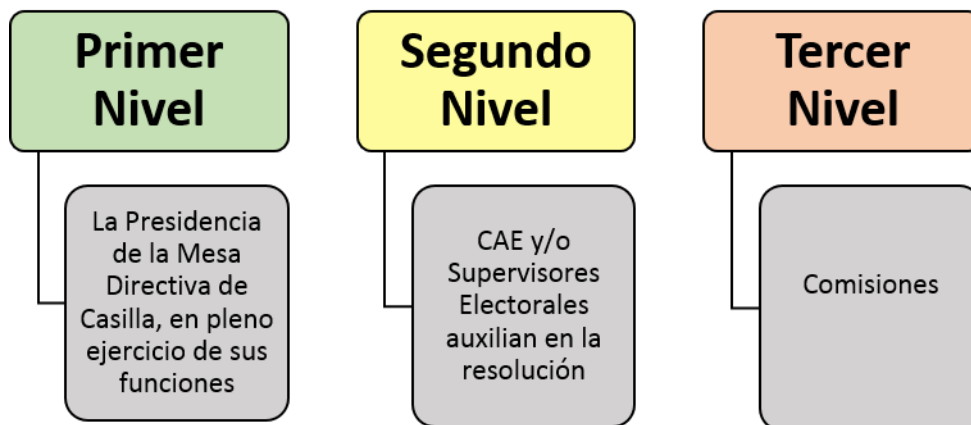 Primer
Nivel
La Presidencia
de la Mesa
Directiva de
Casilla, en pleno
ejercicio de sus
funciones
Segundo
Nivel
CAE y/o
Supervisores
Electorales
auxilian en la
resolución
Tercer
Nivel
Comisiones